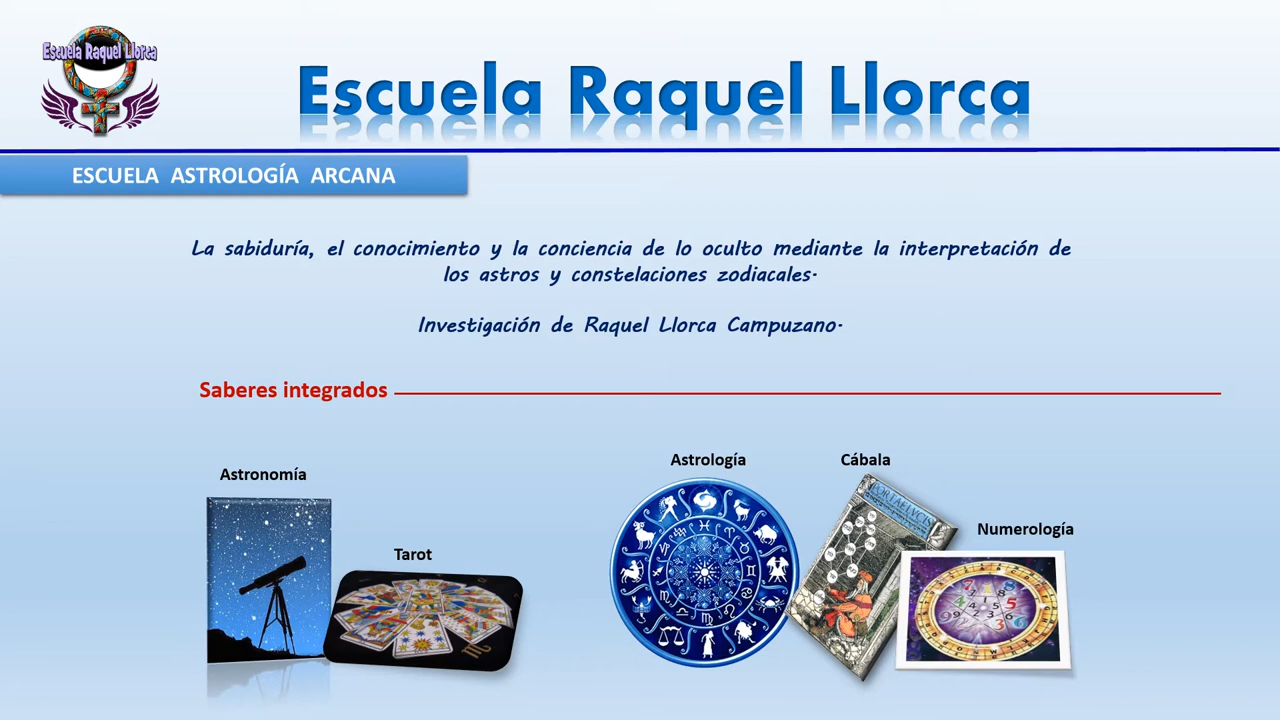 Escuela Raquel Llorca
Escuela Raquel Llorca
ESCUELA ASTROLOGÍA ARCANA
La sabiduría, el conocimiento y la conciencia de lo oculto mediante la interpretación de
los astros y constelaciones zodiacales.
Investigación de Raquel Llorca Campuzano.
Saberes integrados
Astronomía
Tarot
Astrología
Cábala
Numerología
PORTAE LVCIS